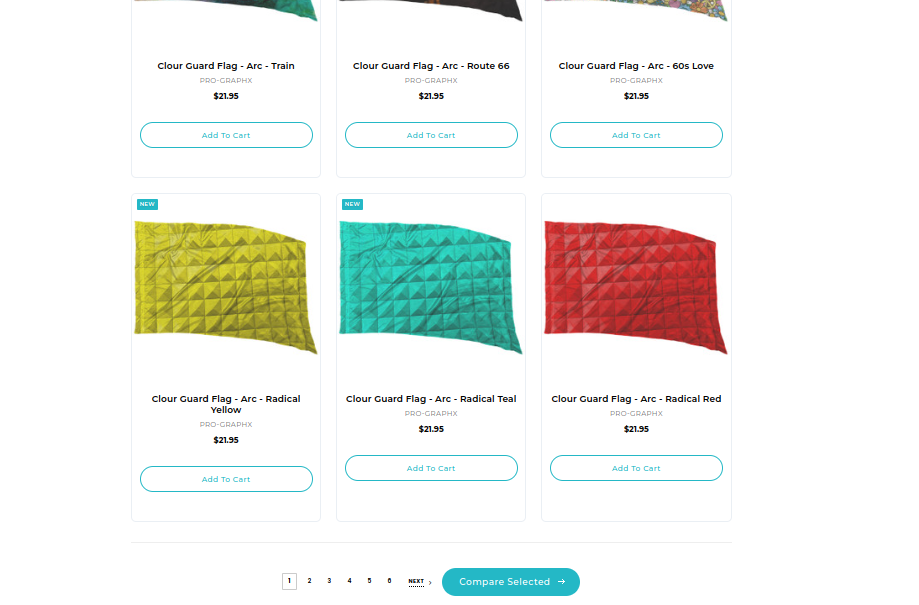 Clour Guard Flag - Arc - Train
PRO-GRAPHX
$21.95
Add To Cart
Clour Guard Flag - Arc - Route 66
PRO-GRAPHX
$21.95
Add To Cart
Clour Guard Flag - Arc - 60s Love
PRO-GRAPHX
$21.95
Add To Cart
NEW
Clour Guard Flag - Arc - Radical
Yellow
PRO-GRAPHX
$21.95
Add To Cart
NEW
Clour Guard Flag - Arc - Radical Teal
PRO-GRAPHX
$21.95
Add To Cart
Clour Guard Flag - Arc - Radical Red
PRO-GRAPHX
$21.95
Add To Cart
1 2 3 4 5 6 NEXT › Compare Selected →